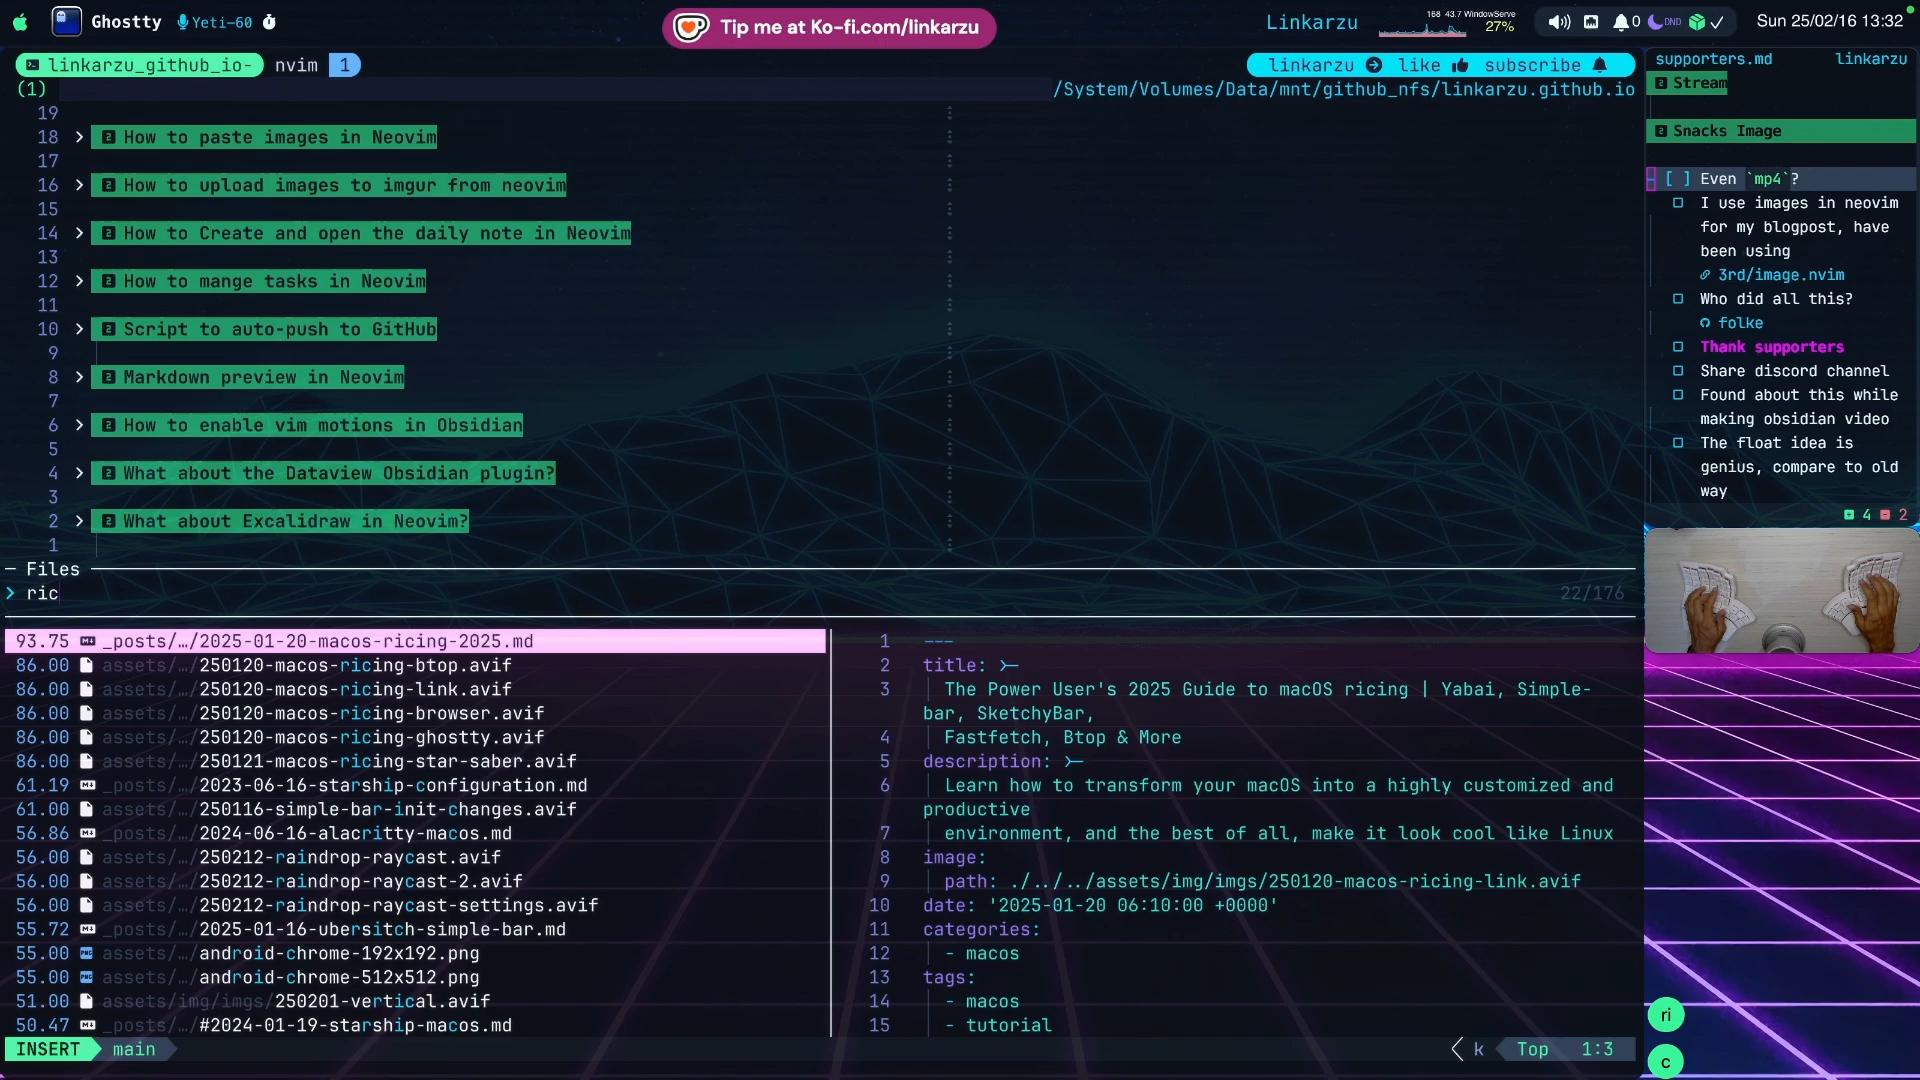 Ghostty Yeti-60
Tip me at Ko-fi.com/linkarzu
Linkarzu
168 43.7 WindowServe
27%
0 DND
Sun 25/02/16 13:32
linkarzu_github_io- nvim 1
linkarzu like subscribe
(1) /System/Volumes/Data/mnt/github_nfs/linkarzu.github.io
19
18 How to paste images in Neovim
17
16 How to upload images to imgur from neovim
15
14 How to Create and open the daily note in Neovim
13
12 How to mange tasks in Neovim
11
10 Script to auto-push to GitHub
9
8 Markdown preview in Neovim
7
6 How to enable vim motions in Obsidian
5
4 What about the Dataview Obsidian plugin?
3
2 What about Excalidraw in Neovim?
1
Files
> ric 22/176
93.75 _posts/…/2025-01-20-macos-ricing-2025.md
86.00 assets/…/250120-macos-ricing-btop.avif
86.00 assets/…/250120-macos-ricing-link.avif
86.00 assets/…/250120-macos-ricing-browser.avif
86.00 assets/…/250120-macos-ricing-ghostty.avif
86.00 assets/…/250121-macos-ricing-star-saber.avif
61.19 _posts/…/2023-06-16-starship-configuration.md
61.00 assets/…/250116-simple-bar-init-changes.avif
56.86 _posts/…/2024-06-16-alacritty-macos.md
56.00 assets/…/250212-raindrop-raycast.avif
56.00 assets/…/250212-raindrop-raycast-2.avif
56.00 assets/…/250212-raindrop-raycast-settings.avif
55.72 _posts/…/2025-01-16-ubersitch-simple-bar.md
55.00 assets/…/android-chrome-192x192.png
55.00 assets/…/android-chrome-512x512.png
51.00 assets/img/imgs/250201-vertical.avif
50.47 _posts/…/#2024-01-19-starship-macos.md
1 ---
2 title: >-
3 The Power User's 2025 Guide to macOS ricing | Yabai, Simple-
bar, SketchyBar,
4 Fastfetch, Btop & More
5 description: >-
6 Learn how to transform your macOS into a highly customized and
productive
7 environment, and the best of all, make it look cool like Linux
8 image:
9 path: ./../../assets/img/imgs/250120-macos-ricing-link.avif
10 date: '2025-01-20 06:10:00 +0000'
11 categories:
12 - macos
13 tags:
14 - macos
15 - tutorial
INSERT main
k Top 1:3
supporters.md linkarzu
2 Stream
2 Snacks Image
- [ ] Even `mp4`?
I use images in neovim
for my blogpost, have
been using
3rd/image.nvim
Who did all this?
folke
Thank supporters
Share discord channel
Found about this while
making obsidian video
The float idea is
genius, compare to old
way
4 2
ri
c